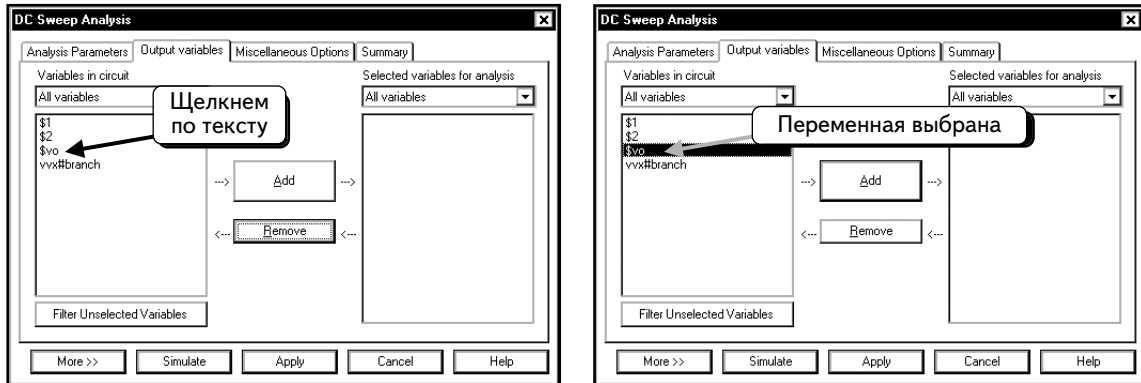 DC Sweep Analysis
Analysis Parameters Output variables Miscellaneous Options Summary
Variables in circuit Selected variables for analysis
All variables All variables
Щелкнем
по тексту
$1
$2
$vo
vvx#branch
---> Add --->
<--- Remove <---
Filter Unselected Variables
More >> Simulate Apply Cancel Help
DC Sweep Analysis
Analysis Parameters Output variables Miscellaneous Options Summary
Variables in circuit Selected variables for analysis
All variables All variables
Переменная выбрана
$1
$2
$vo
vvx#branch
---> Add --->
<--- Remove <---
Filter Unselected Variables
More >> Simulate Apply Cancel Help